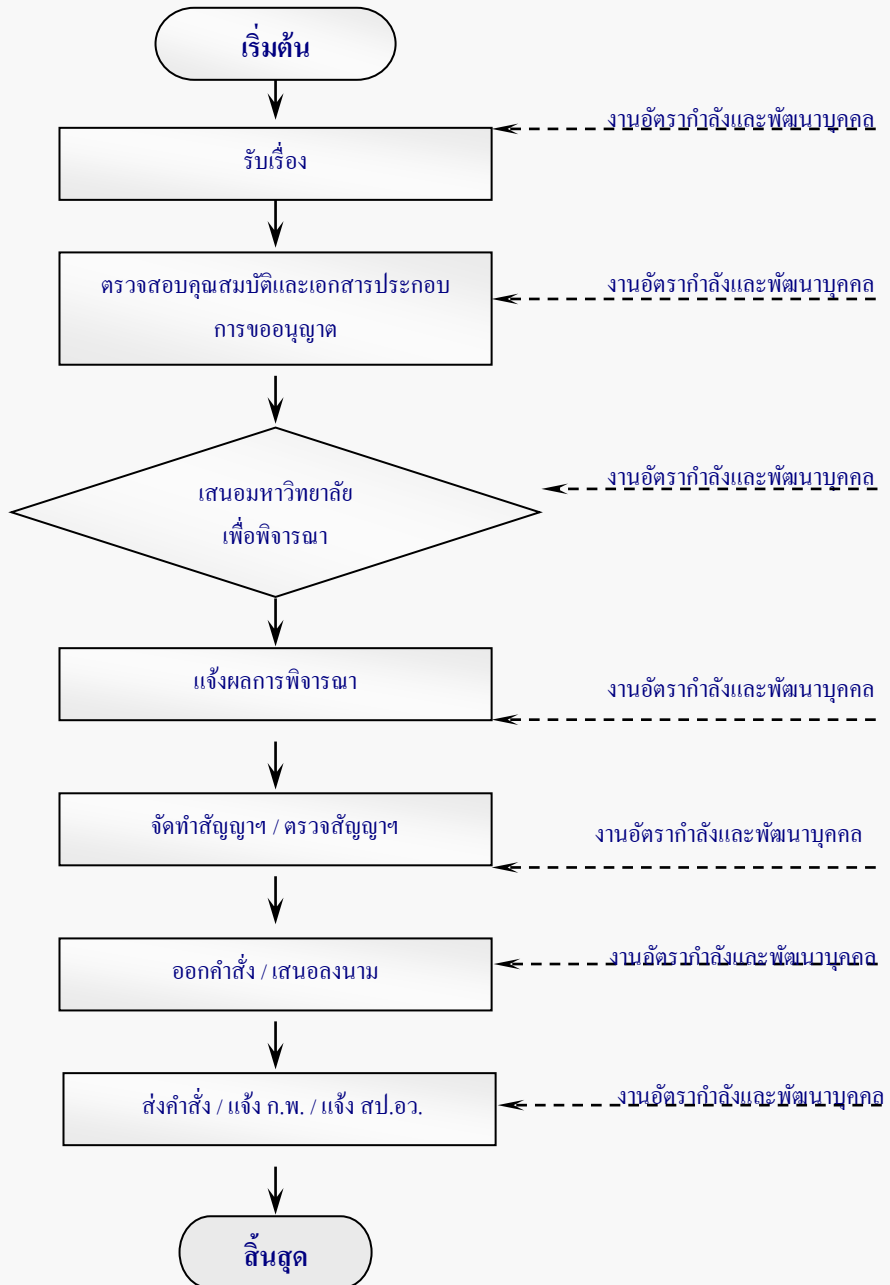 เริ่มต้น
งานอัตรากำลังและพัฒนาบุคคล
รับเรื่อง
ตรวจสอบคุณสมบัติและเอกสารประกอบ
การขออนุญาต
งานอัตรากำลังและพัฒนาบุคคล
เสนอมหาวิทยาลัย
เพื่อพิจารณา
งานอัตรากำลังและพัฒนาบุคคล
แจ้งผลการพิจารณา
งานอัตรากำลังและพัฒนาบุคคล
จัดทำสัญญาฯ / ตรวจสัญญาฯ
งานอัตรากำลังและพัฒนาบุคคล
ออกคำสั่ง / เสนอลงนาม
งานอัตรากำลังและพัฒนาบุคคล
ส่งคำสั่ง / แจ้ง ก.พ. / แจ้ง สป.อว.
งานอัตรากำลังและพัฒนาบุคคล
สิ้นสุด